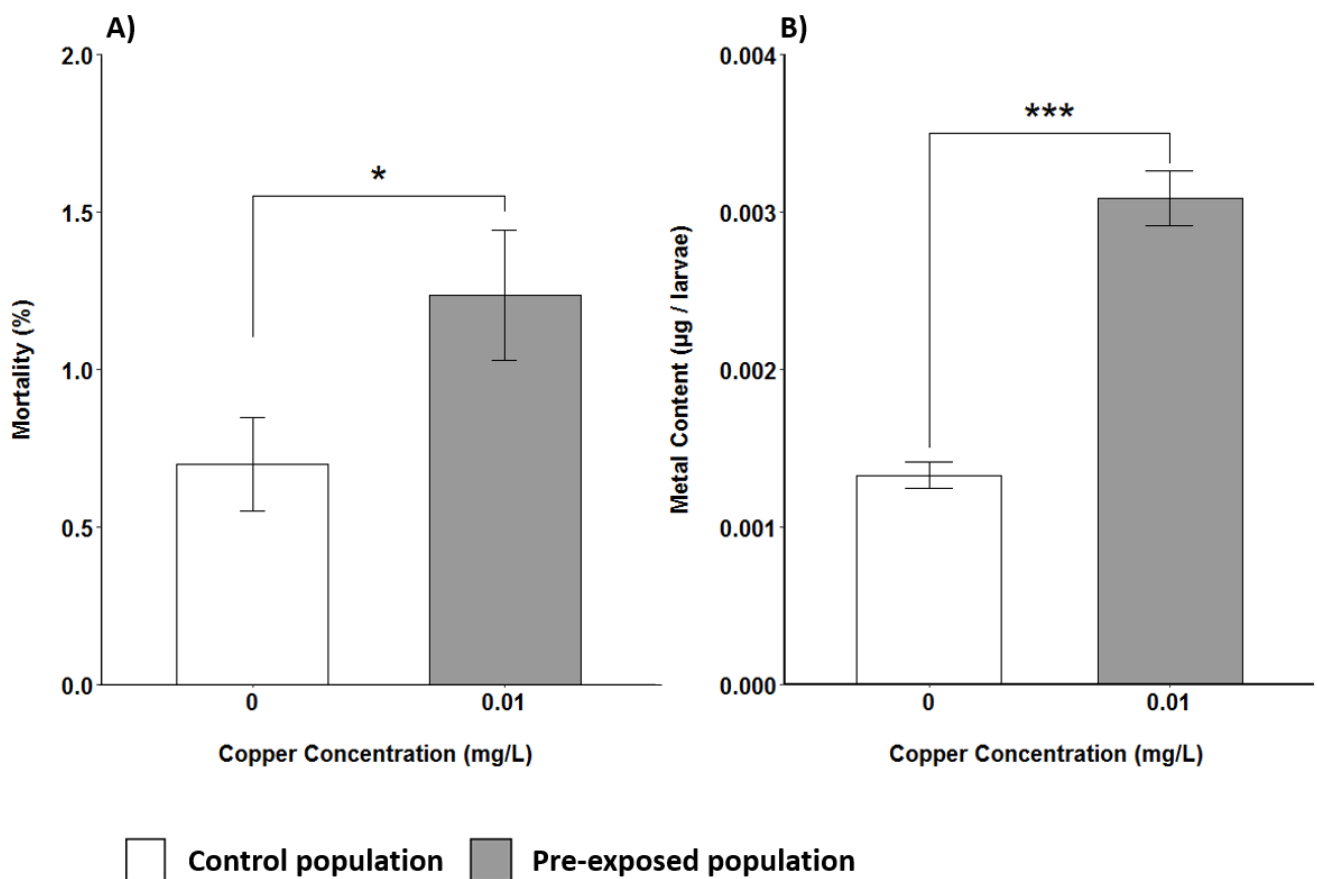 A)
2.0
1.5
1.0
0.5
0.0
*
Mortality (%)
0 0.01
Copper Concentration (mg/L)
B)
0.004
0.003
0.002
0.001
0.000
***
Metal Content (µg / larvae)
0 0.01
Copper Concentration (mg/L)
Control population Pre-exposed population